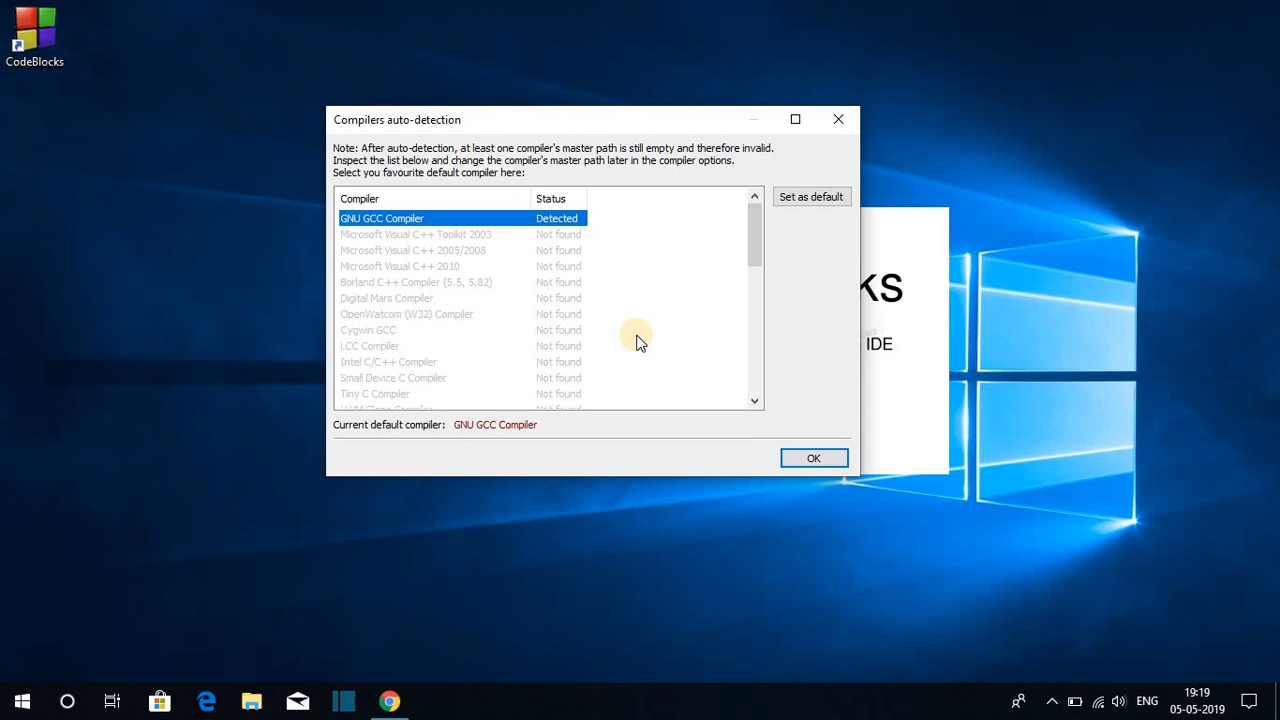 CodeBlocks
Compilers auto-detection
Note: After auto-detection, at least one compiler's master path is still empty and therefore invalid.
Inspect the list below and change the compiler's master path later in the compiler options.
Select you favourite default compiler here:
Compiler Status
Set as default
GNU GCC Compiler Detected
Microsoft Visual C++ Toolkit 2003 Not found
Microsoft Visual C++ 2005/2008 Not found
Microsoft Visual C++ 2010 Not found
Borland C++ Compiler (5.5, 5.82) Not found
Digital Mars Compiler Not found
OpenWatcom (W32) Compiler Not found
Cygwin GCC Not found
LCC Compiler Not found
Intel C/C++ Compiler Not found
Small Device C Compiler Not found
Tiny C Compiler Not found
KS
IDE
Current default compiler: GNU GCC Compiler
OK
ENG
19:19
05-05-2019